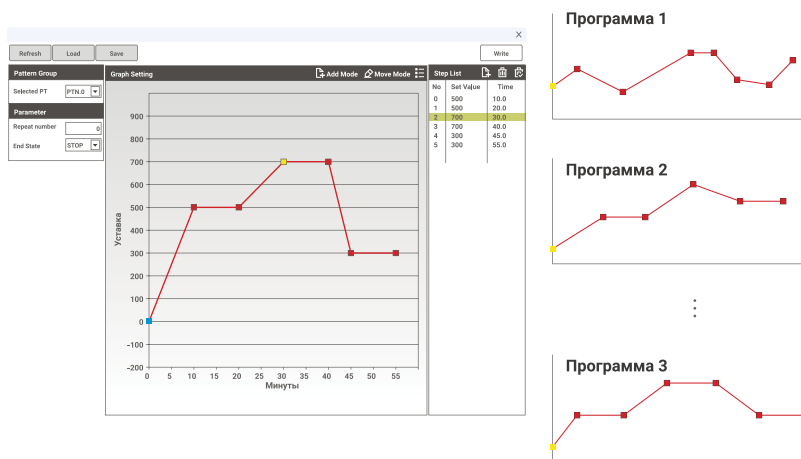 X
Refresh Load Save Write
Pattern Group
Selected PT PTN.0
Parameter
Repeat number 0
End State STOP
Graph Setting Add Mode Move Mode
Уставка
900
800
700
600
500
400
300
200
100
0
-100
-200
0 5 10 15 20 25 30 35 40 45 50 55
Минуты
Step List
No Set Value Time
0 500 10.0
1 500 20.0
2 700 30.0
3 700 40.0
4 300 45.0
5 300 55.0
Программа 1
Программа 2
Программа 3